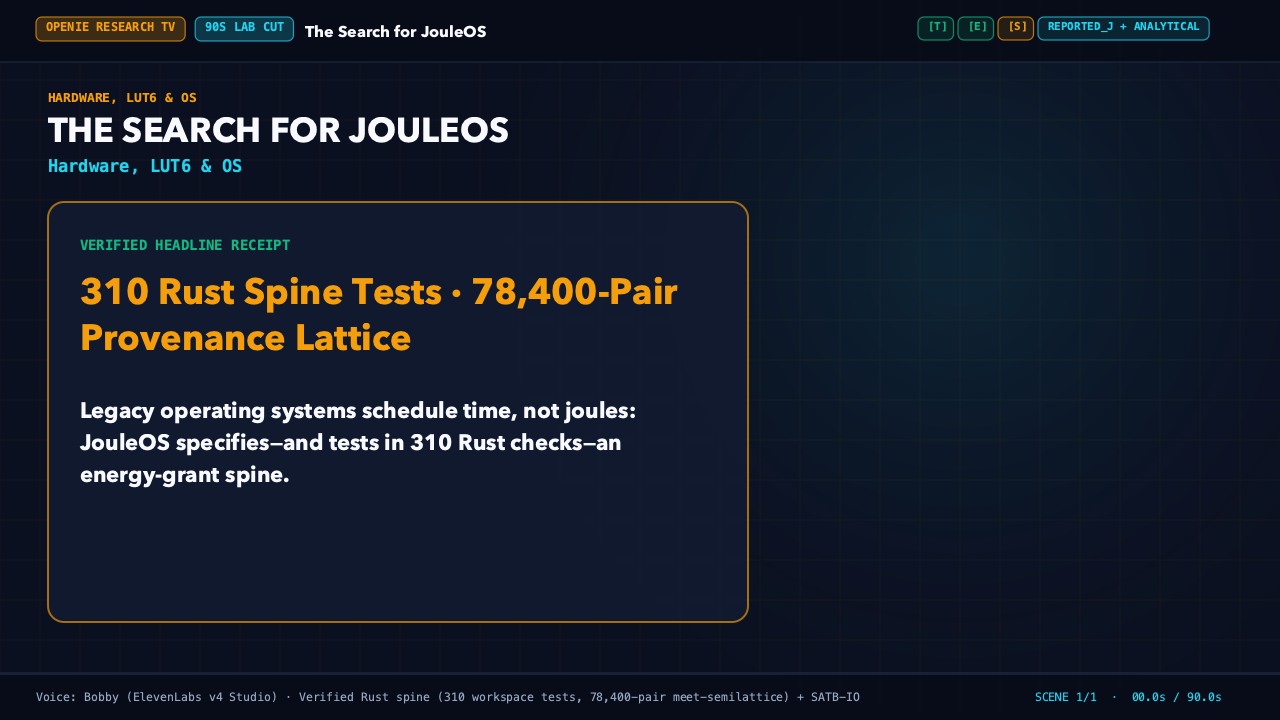 OPENIE RESEARCH TV
90S LAB CUT
The Search for JouleOS
[T]
[E]
[S]
REPORTED_J + ANALYTICAL
HARDWARE, LUT6 & OS
THE SEARCH FOR JOULEOS
Hardware, LUT6 & OS
VERIFIED HEADLINE RECEIPT
310 Rust Spine Tests · 78,400-Pair
Provenance Lattice
Legacy operating systems schedule time, not joules:
JouleOS specifies—and tests in 310 Rust checks—an
energy-grant spine.
Voice: Bobby (ElevenLabs v4 Studio) · Verified Rust spine (310 workspace tests, 78,400-pair meet-semilattice) + SATB-IO
SCENE 1/1 · 00.0s / 90.0s